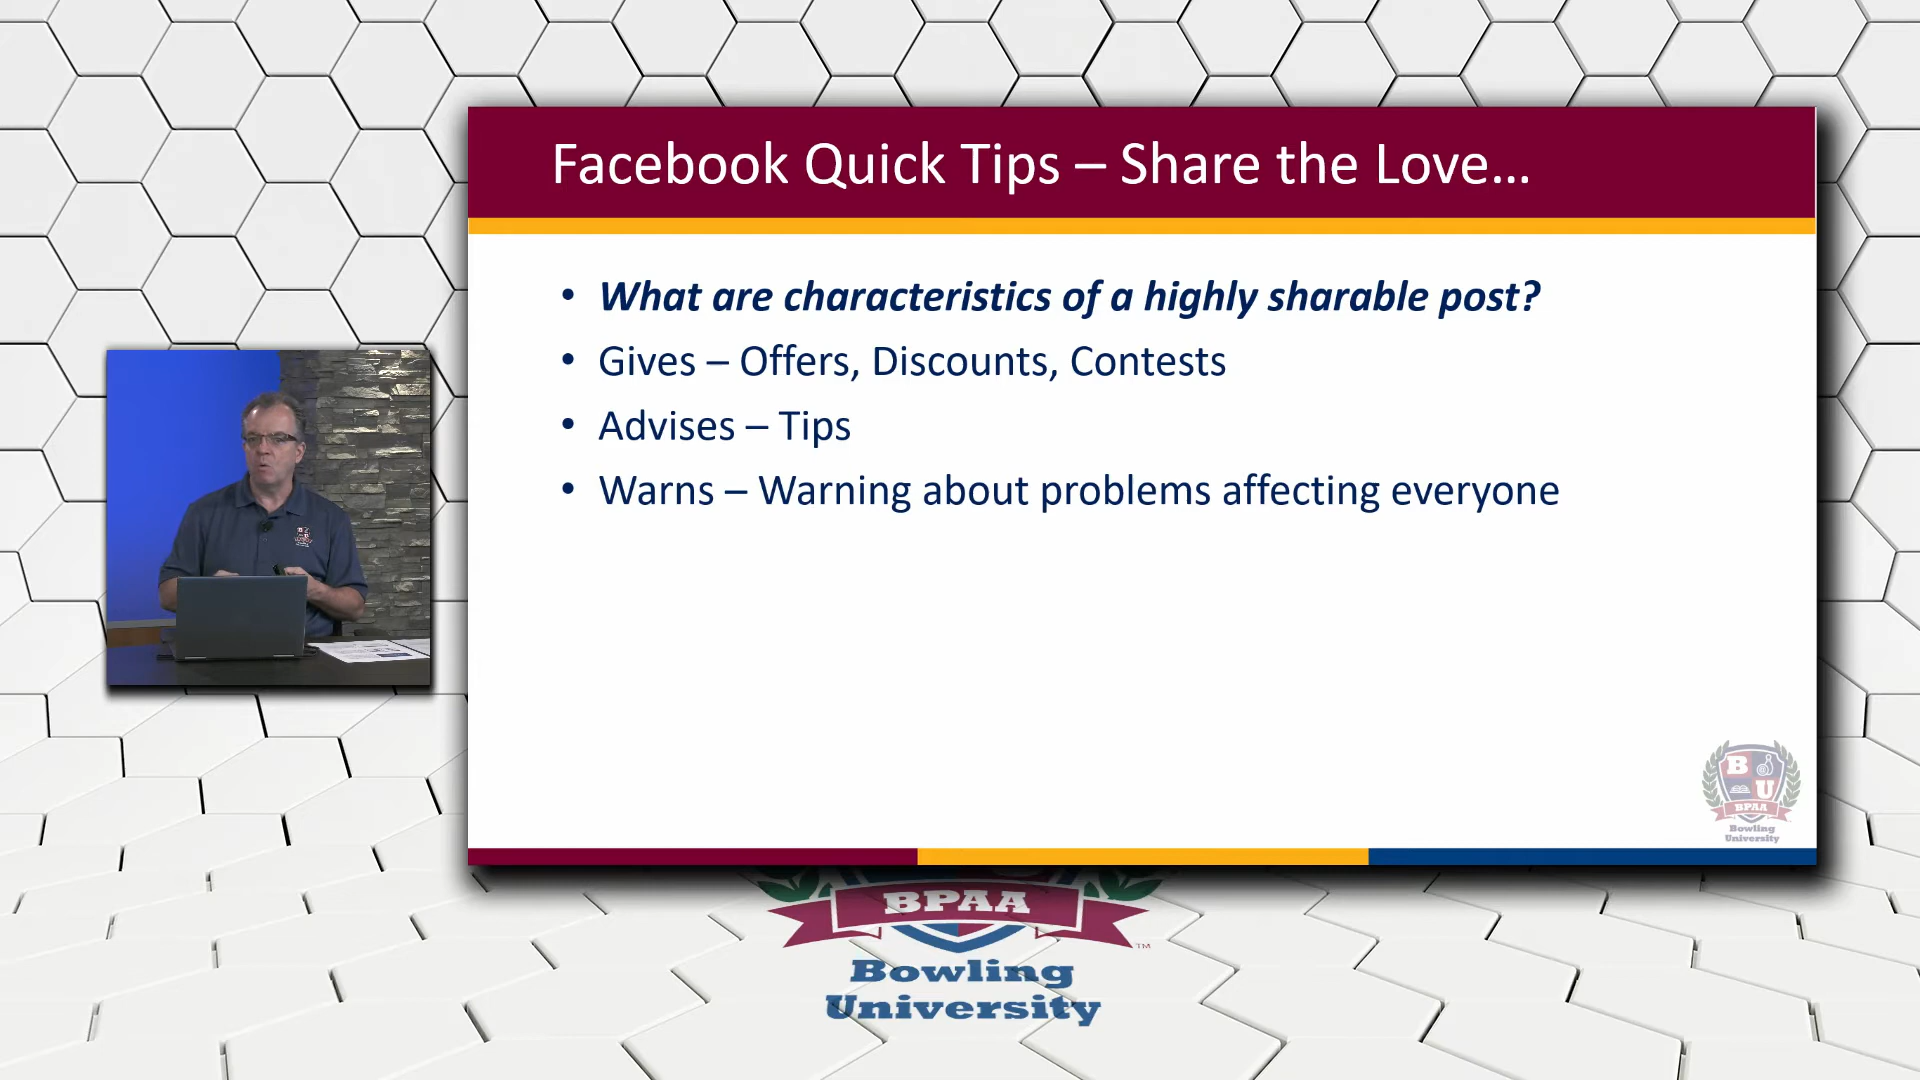 Facebook Quick Tips – Share the Love…
• What are characteristics of a highly sharable post?
• Gives – Offers, Discounts, Contests
• Advises – Tips
• Warns – Warning about problems affecting everyone
B
U
BPAA
Bowling
University
BPAA
TM
Bowling
University